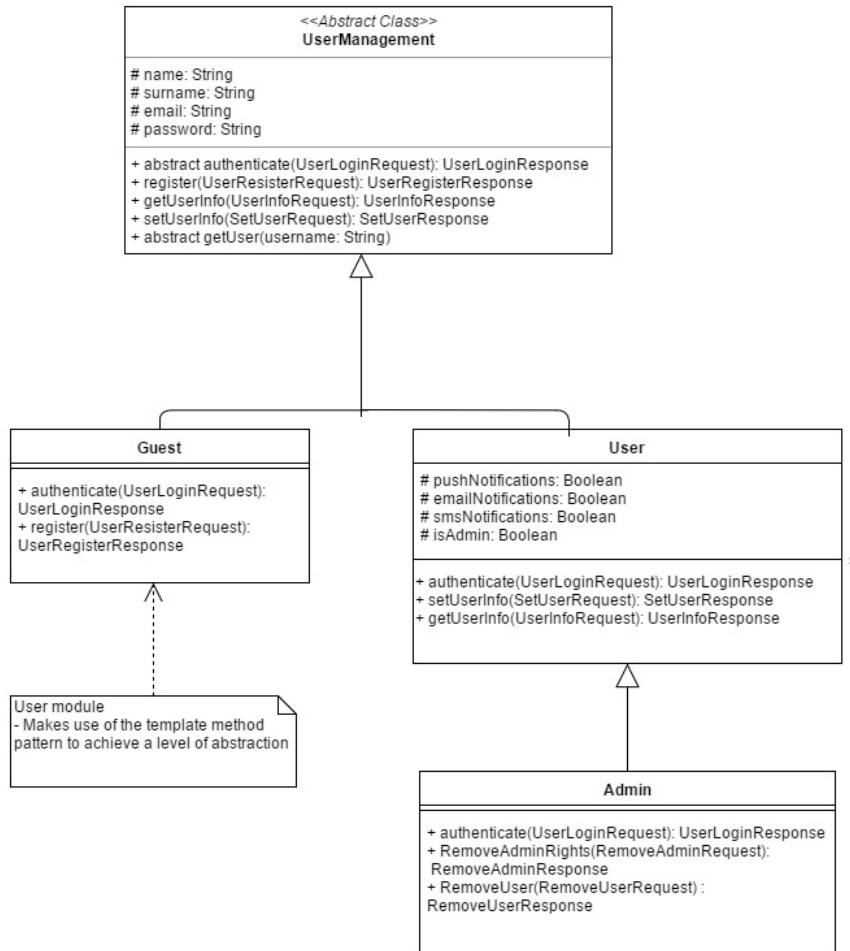 <<Abstract Class>>
UserManagement
# name: String
# surname: String
# email: String
# password: String
+ abstract authenticate(UserLoginRequest): UserLoginResponse
+ register(UserResisterRequest): UserRegisterResponse
+ getUserInfo(UserInfoRequest): UserInfoResponse
+ setUserInfo(SetUserRequest): SetUserResponse
+ abstract getUser(username: String)
Guest
+ authenticate(UserLoginRequest):
UserLoginResponse
+ register(UserResisterRequest):
UserRegisterResponse
User
# pushNotifications: Boolean
# emailNotifications: Boolean
# smsNotifications: Boolean
# isAdmin: Boolean
+ authenticate(UserLoginRequest): UserLoginResponse
+ setUserInfo(SetUserRequest): SetUserResponse
+ getUserInfo(UserInfoRequest): UserInfoResponse
User module
- Makes use of the template method
pattern to achieve a level of abstraction
Admin
+ authenticate(UserLoginRequest): UserLoginResponse
+ RemoveAdminRights(RemoveAdminRequest):
RemoveAdminResponse
+ RemoveUser(RemoveUserRequest) :
RemoveUserResponse